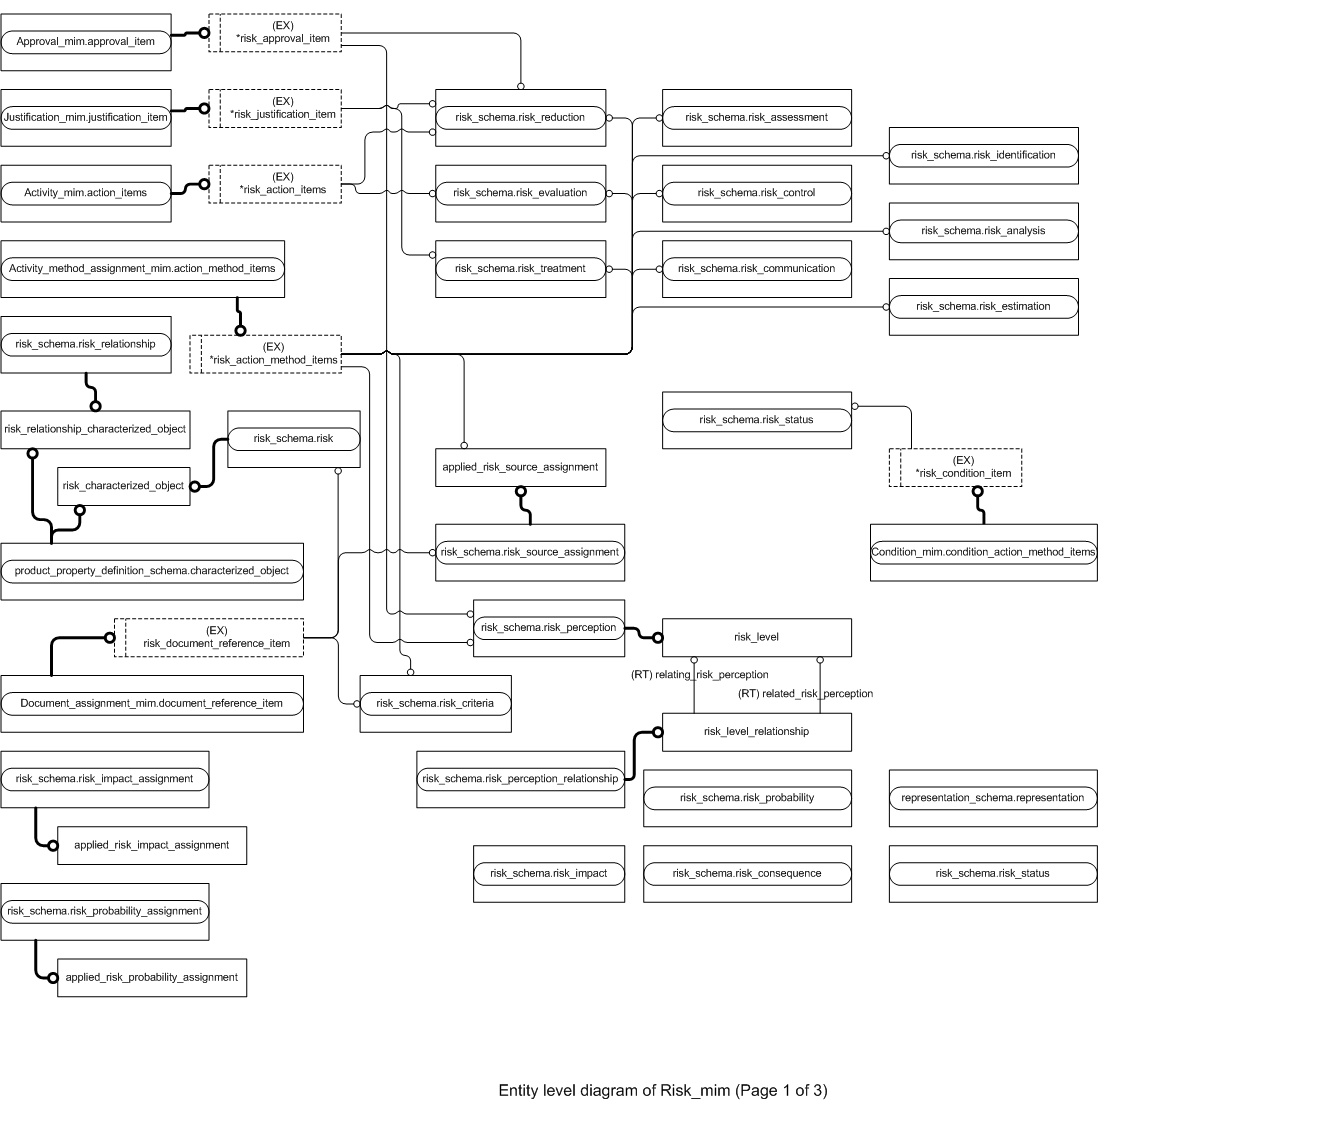 Approval_mim.approval_item
(EX)
*risk_approval_item
Justification_mim.justification_item
(EX)
*risk_justification_item
risk_schema.risk_reduction
risk_schema.risk_assessment
risk_schema.risk_identification
Activity_mim.action_items
(EX)
*risk_action_items
risk_schema.risk_evaluation
risk_schema.risk_control
risk_schema.risk_analysis
Activity_method_assignment_mim.action_method_items
risk_schema.risk_treatment
risk_schema.risk_communication
risk_schema.risk_estimation
risk_schema.risk_relationship
(EX)
*risk_action_method_items
risk_schema.risk_status
risk_relationship_characterized_object
risk_schema.risk
applied_risk_source_assignment
(EX)
*risk_condition_item
risk_characterized_object
risk_schema.risk_source_assignment
Condition_mim.condition_action_method_items
product_property_definition_schema.characterized_object
(EX)
risk_document_reference_item
risk_schema.risk_perception
risk_level
(RT) relating_risk_perception
(RT) related_risk_perception
Document_assignment_mim.document_reference_item
risk_schema.risk_criteria
risk_level_relationship
risk_schema.risk_impact_assignment
risk_schema.risk_perception_relationship
risk_schema.risk_probability
representation_schema.representation
applied_risk_impact_assignment
risk_schema.risk_impact
risk_schema.risk_consequence
risk_schema.risk_status
risk_schema.risk_probability_assignment
applied_risk_probability_assignment
Entity level diagram of Risk_mim (Page 1 of 3)